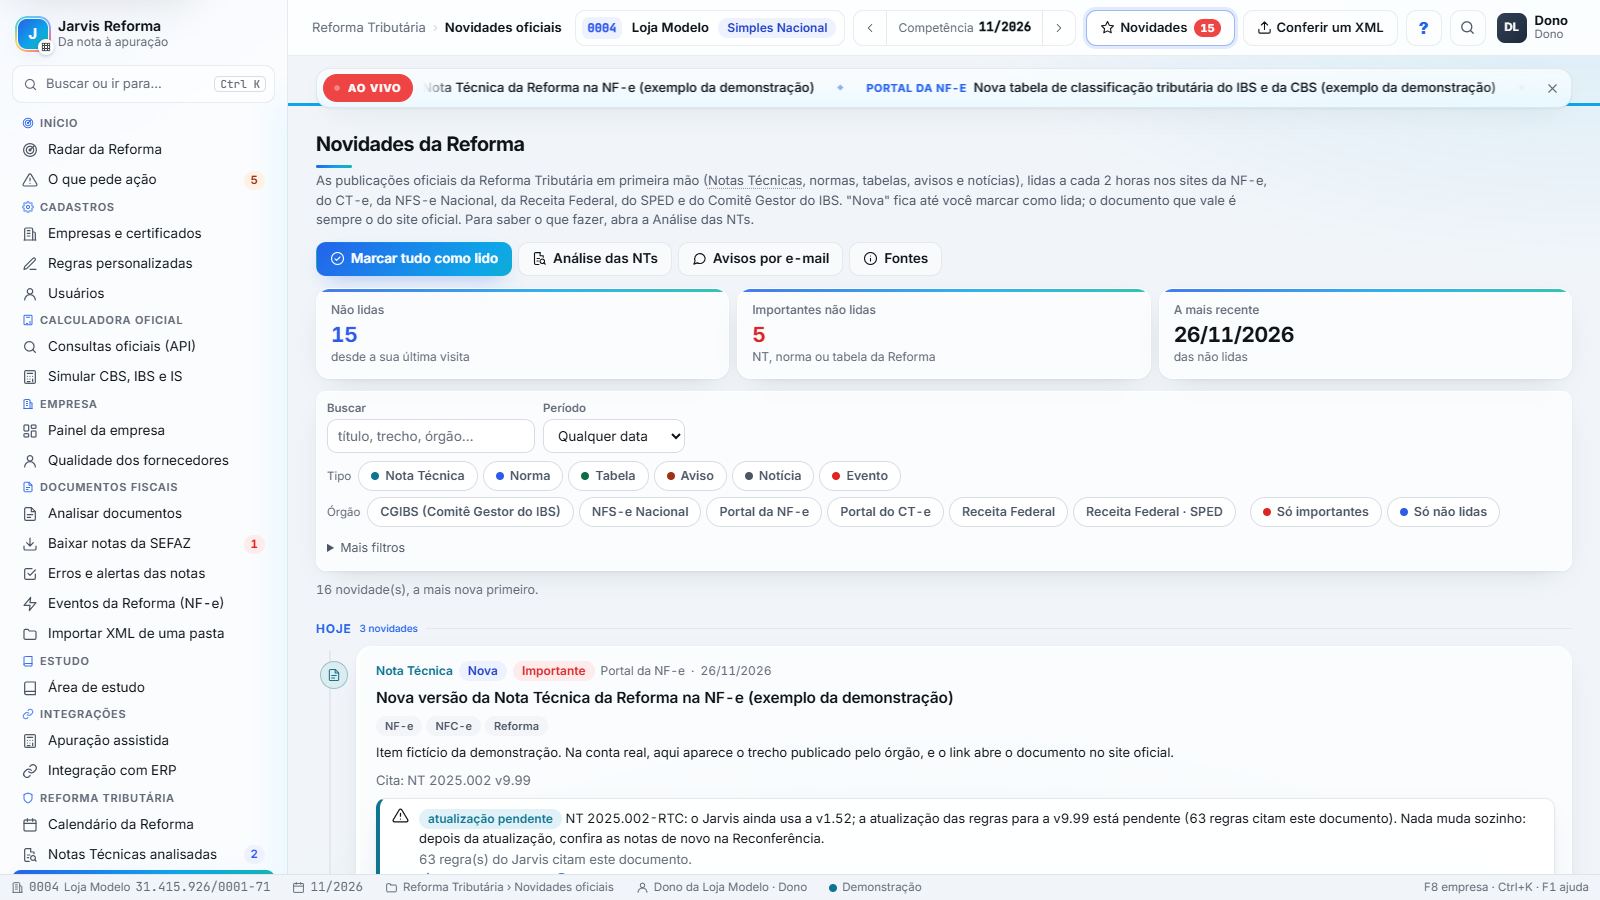 Jarvis Reforma
Da nota à apuração
Buscar ou ir para... Ctrl K
INÍCIO
Radar da Reforma
O que pede ação 5
CADASTROS
Empresas e certificados
Regras personalizadas
Usuários
CALCULADORA OFICIAL
Consultas oficiais (API)
Simular CBS, IBS e IS
EMPRESA
Painel da empresa
Qualidade dos fornecedores
DOCUMENTOS FISCAIS
Analisar documentos
Baixar notas da SEFAZ 1
Erros e alertas das notas
Eventos da Reforma (NF-e)
Importar XML de uma pasta
ESTUDO
Área de estudo
INTEGRAÇÕES
Apuração assistida
Integração com ERP
REFORMA TRIBUTÁRIA
Calendário da Reforma
Notas Técnicas analisadas 2
Reforma Tributária › Novidades oficiais 0004 Loja Modelo Simples Nacional ‹ Competência 11/2026 › Novidades 15 Conferir um XML ? DL Dono
Dono
AO VIVO Nota Técnica da Reforma na NF-e (exemplo da demonstração) PORTAL DA NF-E Nova tabela de classificação tributária do IBS e da CBS (exemplo da demonstração)
Novidades da Reforma
As publicações oficiais da Reforma Tributária em primeira mão (Notas Técnicas, normas, tabelas, avisos e notícias), lidas a cada 2 horas nos sites da NF-e,
do CT-e, da NFS-e Nacional, da Receita Federal, do SPED e do Comitê Gestor do IBS. "Nova" fica até você marcar como lida; o documento que vale é
sempre o do site oficial. Para saber o que fazer, abra a Análise das NTs.
Marcar tudo como lido Análise das NTs Avisos por e-mail Fontes
Não lidas
15
desde a sua última visita
Importantes não lidas
5
NT, norma ou tabela da Reforma
A mais recente
26/11/2026
das não lidas
Buscar Período
título, trecho, órgão... Qualquer data
Tipo Nota Técnica Norma Tabela Aviso Notícia Evento
Órgão CGIBS (Comitê Gestor do IBS) NFS-e Nacional Portal da NF-e Portal do CT-e Receita Federal Receita Federal · SPED Só importantes Só não lidas
Mais filtros
16 novidade(s), a mais nova primeiro.
HOJE 3 novidades
Nota Técnica Nova Importante Portal da NF-e · 26/11/2026
Nova versão da Nota Técnica da Reforma na NF-e (exemplo da demonstração)
NF-e NFC-e Reforma
Item fictício da demonstração. Na conta real, aqui aparece o trecho publicado pelo órgão, e o link abre o documento no site oficial.
Cita: NT 2025.002 v9.99
atualização pendente NT 2025.002-RTC: o Jarvis ainda usa a v1.52; a atualização das regras para a v9.99 está pendente (63 regras citam este documento). Nada muda sozinho:
depois da atualização, confira as notas de novo na Reconferência.
63 regra(s) do Jarvis citam este documento.
0004 Loja Modelo 31.415.926/0001-71 11/2026 Reforma Tributária › Novidades oficiais Dono da Loja Modelo · Dono Demonstração F8 empresa · Ctrl+K · F1 ajuda